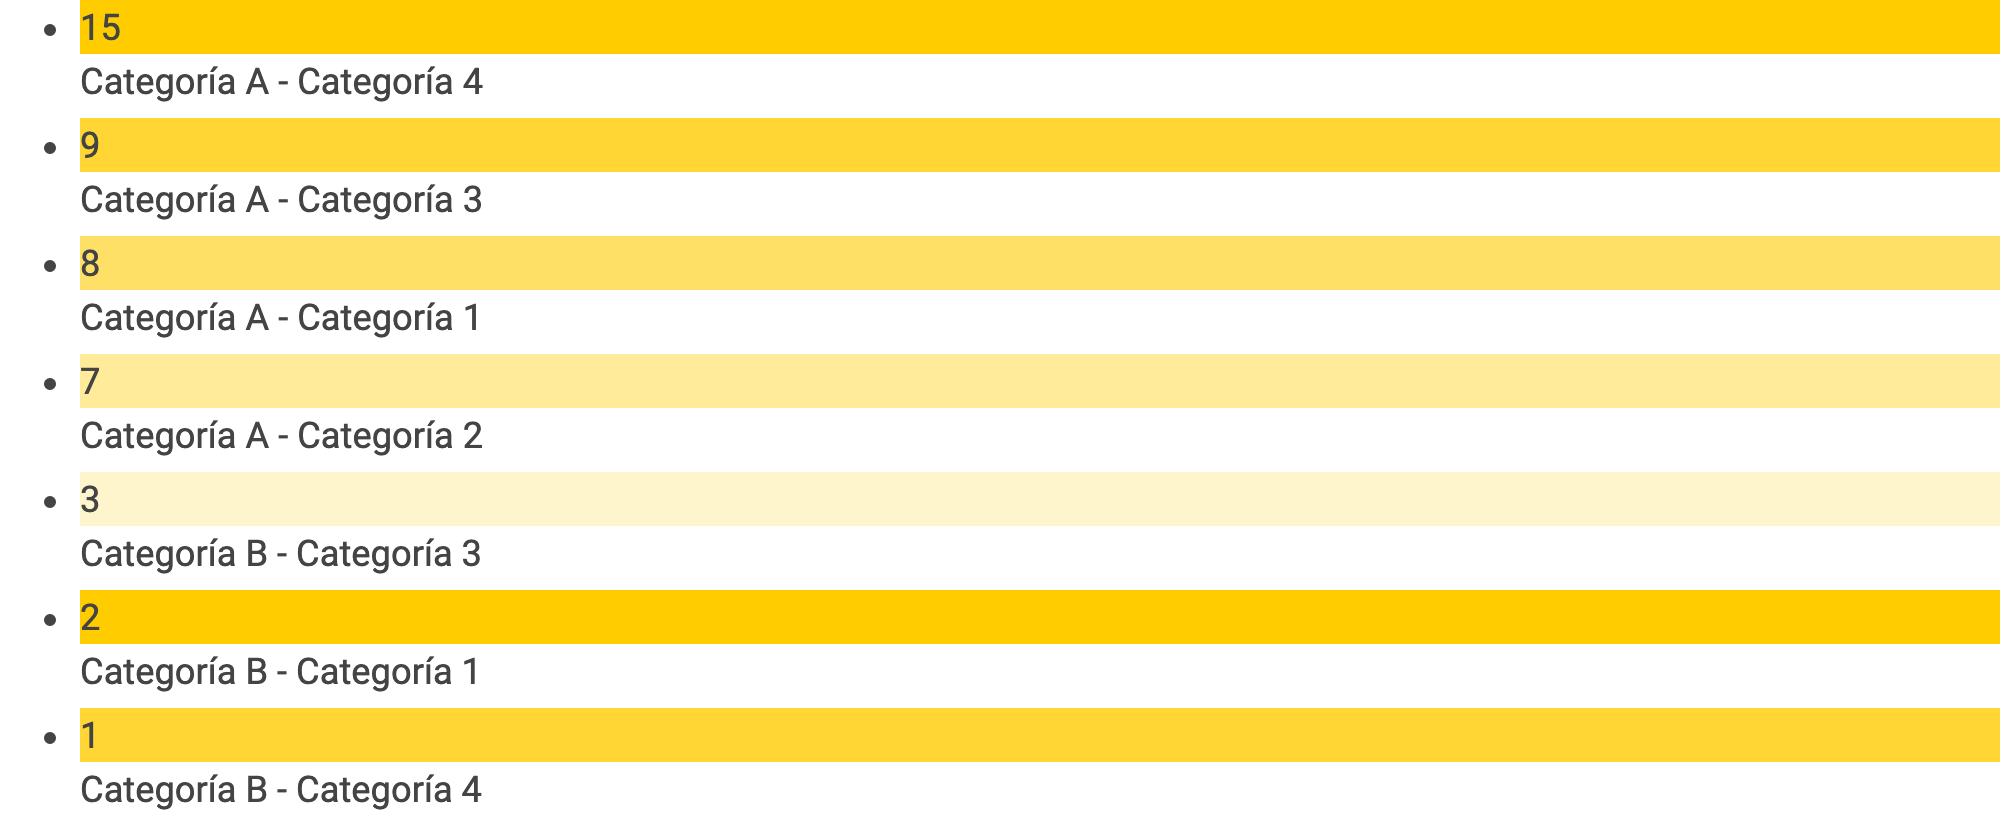 15
Categoría A - Categoría 4
9
Categoría A - Categoría 3
8
Categoría A - Categoría 1
7
Categoría A - Categoría 2
3
Categoría B - Categoría 3
2
Categoría B - Categoría 1
1
Categoría B - Categoría 4